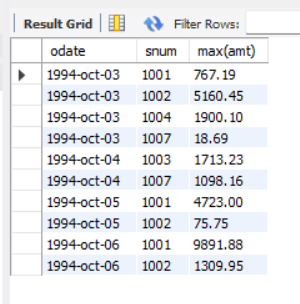 Result Grid Filter Rows:
odate snum max(amt)
1994-oct-03 1001 767.19
1994-oct-03 1002 5160.45
1994-oct-03 1004 1900.10
1994-oct-03 1007 18.69
1994-oct-04 1003 1713.23
1994-oct-04 1007 1098.16
1994-oct-05 1001 4723.00
1994-oct-05 1002 75.75
1994-oct-06 1001 9891.88
1994-oct-06 1002 1309.95